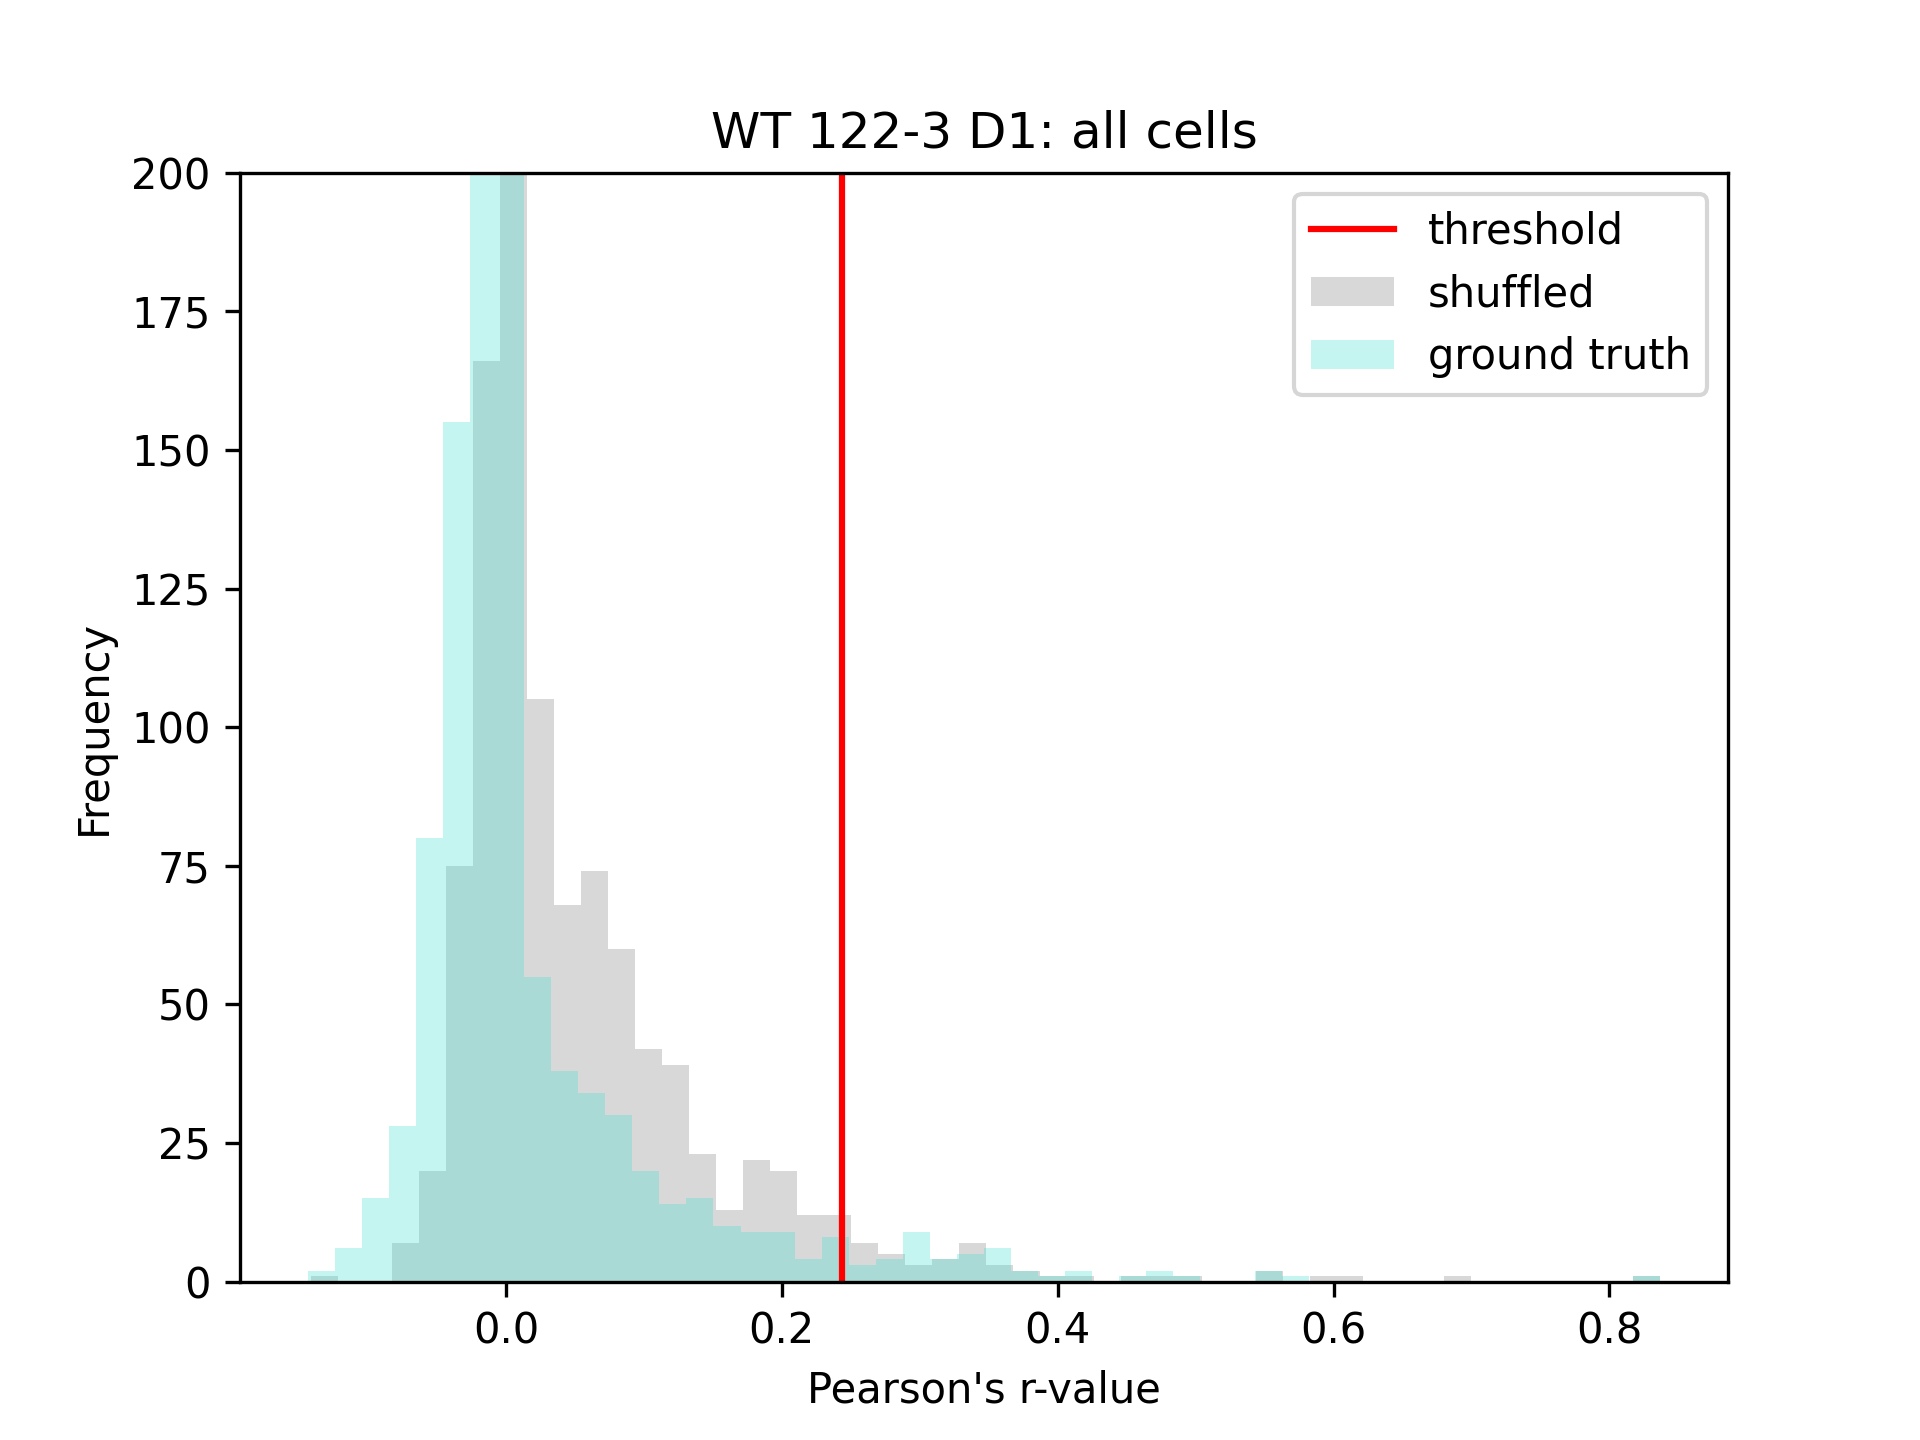 WT 122-3 D1: all cells
200
175
150
125
100
75
50
25
0
Frequency
threshold
shuffled
ground truth
0.0 0.2 0.4 0.6 0.8
Pearson's r-value